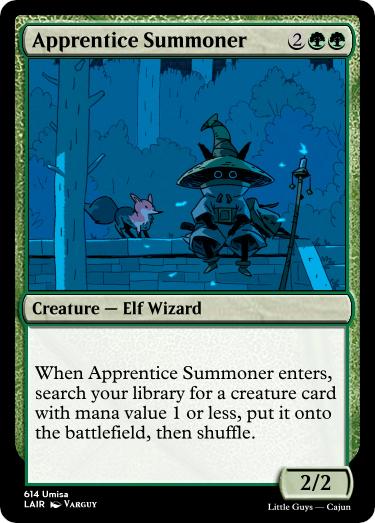 Apprentice Summoner 2
Creature — Elf Wizard
When Apprentice Summoner enters,
search your library for a creature card
with mana value 1 or less, put it onto
the battlefield, then shuffle.
2/2
614 Umisa
LAIR VARGUY
Little Guys — Cajun